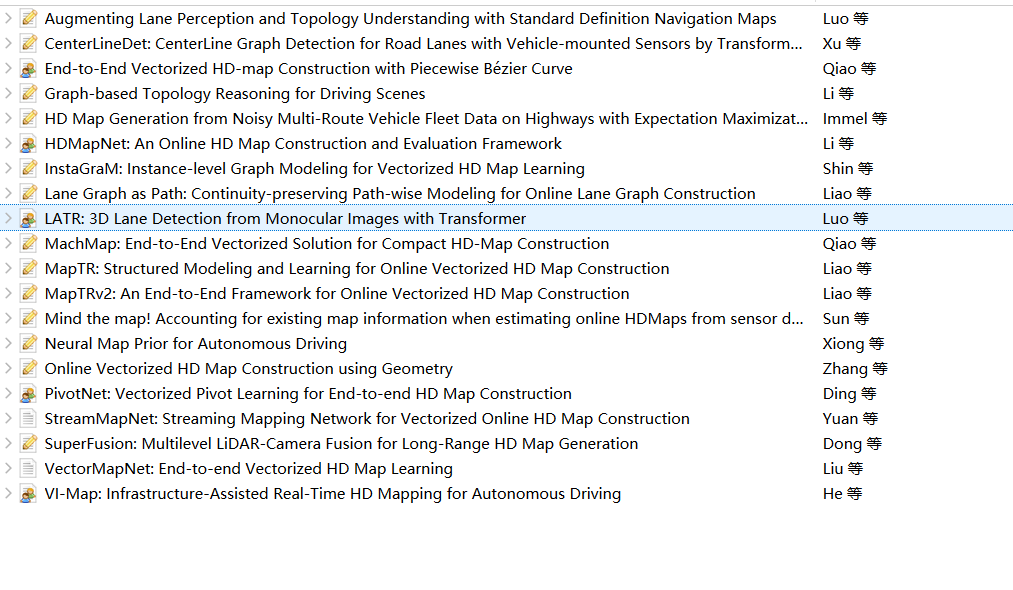 Augmenting Lane Perception and Topology Understanding with Standard Definition Navigation Maps Luo 等
CenterLineDet: CenterLine Graph Detection for Road Lanes with Vehicle-mounted Sensors by Transform... Xu 等
End-to-End Vectorized HD-map Construction with Piecewise Bézier Curve Qiao 等
Graph-based Topology Reasoning for Driving Scenes Li 等
HD Map Generation from Noisy Multi-Route Vehicle Fleet Data on Highways with Expectation Maximizat... Immel 等
HDMapNet: An Online HD Map Construction and Evaluation Framework Li 等
InstaGraM: Instance-level Graph Modeling for Vectorized HD Map Learning Shin 等
Lane Graph as Path: Continuity-preserving Path-wise Modeling for Online Lane Graph Construction Liao 等
LATR: 3D Lane Detection from Monocular Images with Transformer Luo 等
MachMap: End-to-End Vectorized Solution for Compact HD-Map Construction Qiao 等
MapTR: Structured Modeling and Learning for Online Vectorized HD Map Construction Liao 等
MapTRv2: An End-to-End Framework for Online Vectorized HD Map Construction Liao 等
Mind the map! Accounting for existing map information when estimating online HDMaps from sensor d... Sun 等
Neural Map Prior for Autonomous Driving Xiong 等
Online Vectorized HD Map Construction using Geometry Zhang 等
PivotNet: Vectorized Pivot Learning for End-to-end HD Map Construction Ding 等
StreamMapNet: Streaming Mapping Network for Vectorized Online HD Map Construction Yuan 等
SuperFusion: Multilevel LiDAR-Camera Fusion for Long-Range HD Map Generation Dong 等
VectorMapNet: End-to-end Vectorized HD Map Learning Liu 等
VI-Map: Infrastructure-Assisted Real-Time HD Mapping for Autonomous Driving He 等